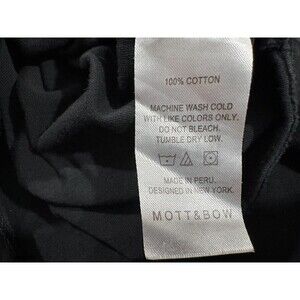 100% COTTON
MACHINE WASH COLD
WITH LIKE COLORS ONLY.
DO NOT BLEACH.
TUMBLE DRY LOW.
MADE IN PERU.
DESIGNED IN NEW YORK.
MOTT&BOW